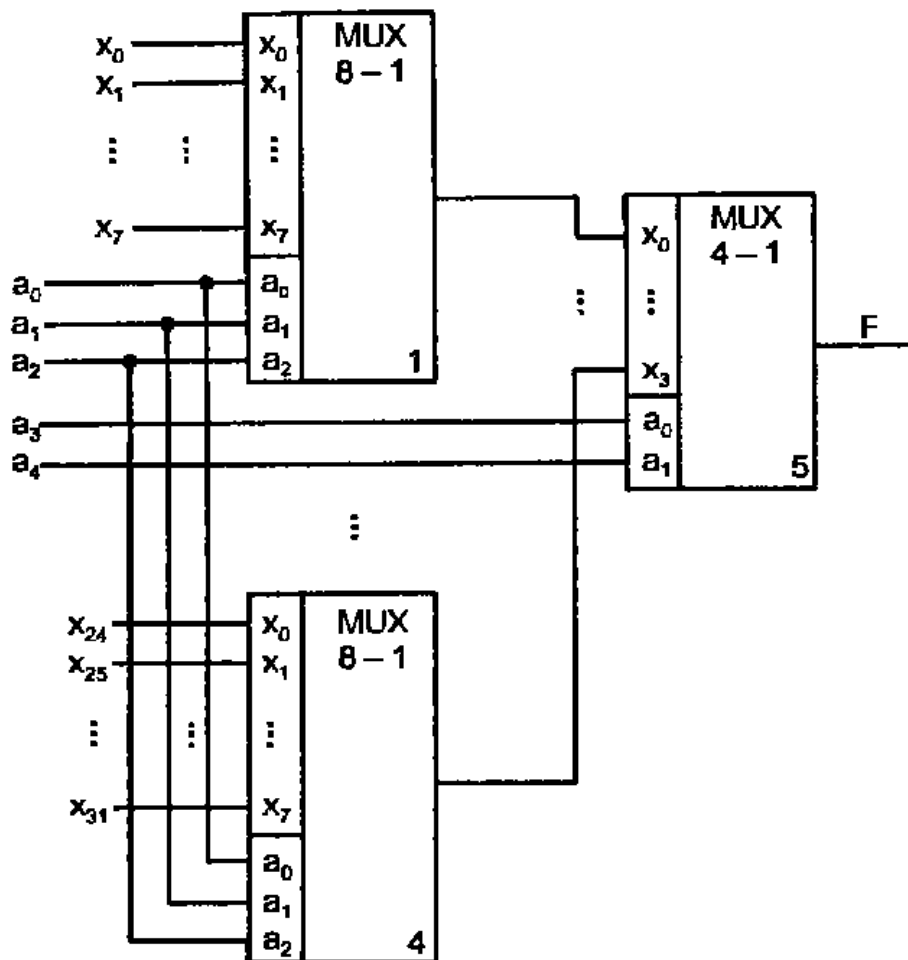 x₀ x₀ MUX
8 – 1
x₁ x₁
... ... ...
x₇ x₇
a₀ a₀
a₁ a₁
a₂ a₂ 1
x₀ MUX
4 – 1
... ...
F
x₃
a₃ a₀
a₄ a₁ 5
...
x₂₄ x₀ MUX
8 – 1
x₂₅ x₁
... ... ...
x₃₁ x₇
a₀
a₁
a₂ 4